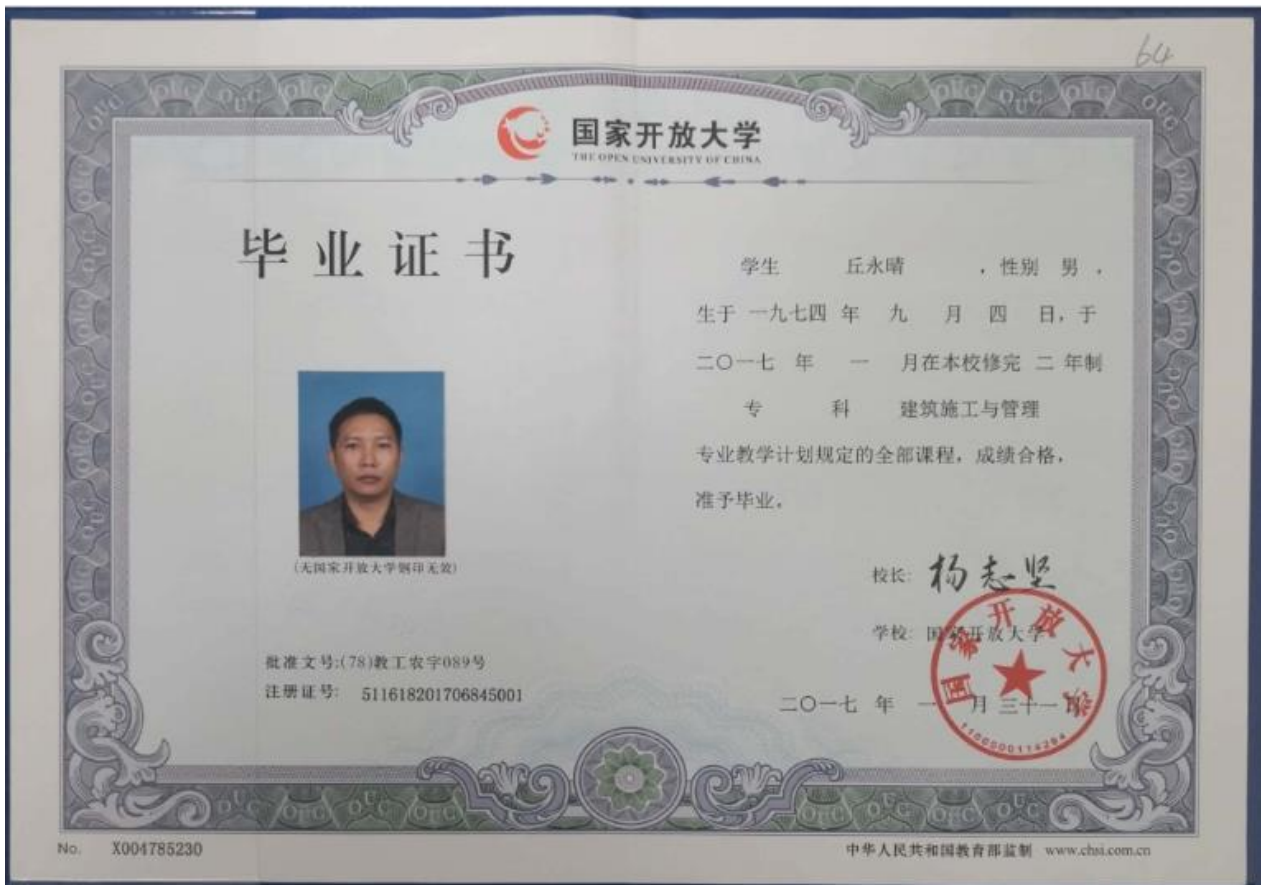 64
国家开放大学
THE OPEN UNIVERSITY OF CHINA
毕业证书
学生 丘永晴 ，性别 男，
生于 一九七四 年 九 月 四 日，于
二〇一七 年 一 月在本校修完 二 年制
专 科 建筑施工与管理
专业教学计划规定的全部课程，成绩合格，
准予毕业。
(无国家开放大学钢印无效)
校长: 杨志坚
学校: 国家开放大学
批准文号:(78)教工农字089号
注册证号: 511618201706845001
二〇一七 年 一 月 三十一 日
国家开放大学
No. X004785230
中华人民共和国教育部监制 www.chsi.com.cn